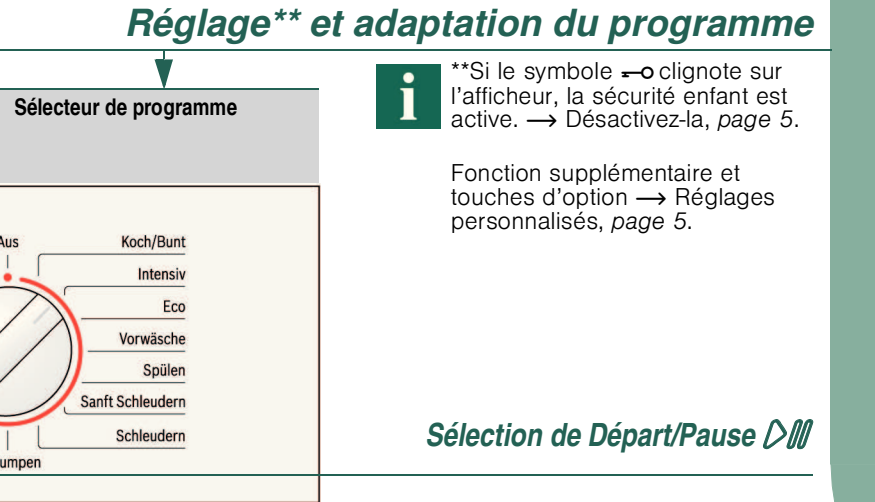 Réglage** et adaptation du programme
Sélecteur de programme
**Si le symbole clignote sur
l'afficheur, la sécurité enfant est
active. → Désactivez-la, page 5.
Fonction supplémentaire et
touches d'option → Réglages
personnalisés, page 5.
Aus
Koch/Bunt
Intensiv
Eco
Vorwäsche
Spülen
Sanft Schleudern
Schleudern
umpen
Sélection de Départ/Pause